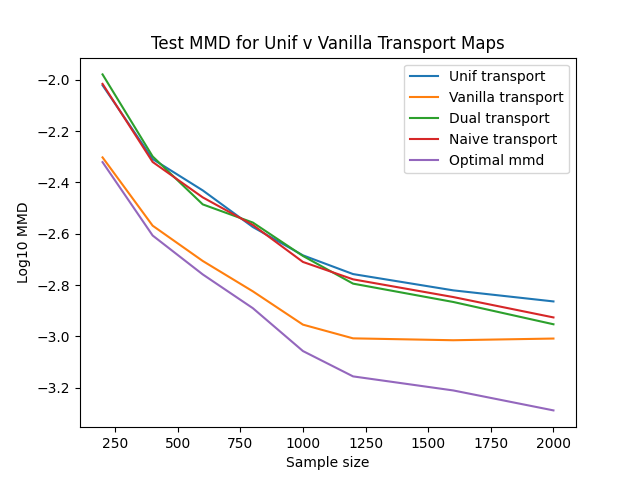 Test MMD for Unif v Vanilla Transport Maps
Unif transport
Vanilla transport
Dual transport
Naive transport
Optimal mmd
Log10 MMD
−2.0
−2.2
−2.4
−2.6
−2.8
−3.0
−3.2
250 500 750 1000 1250 1500 1750 2000
Sample size